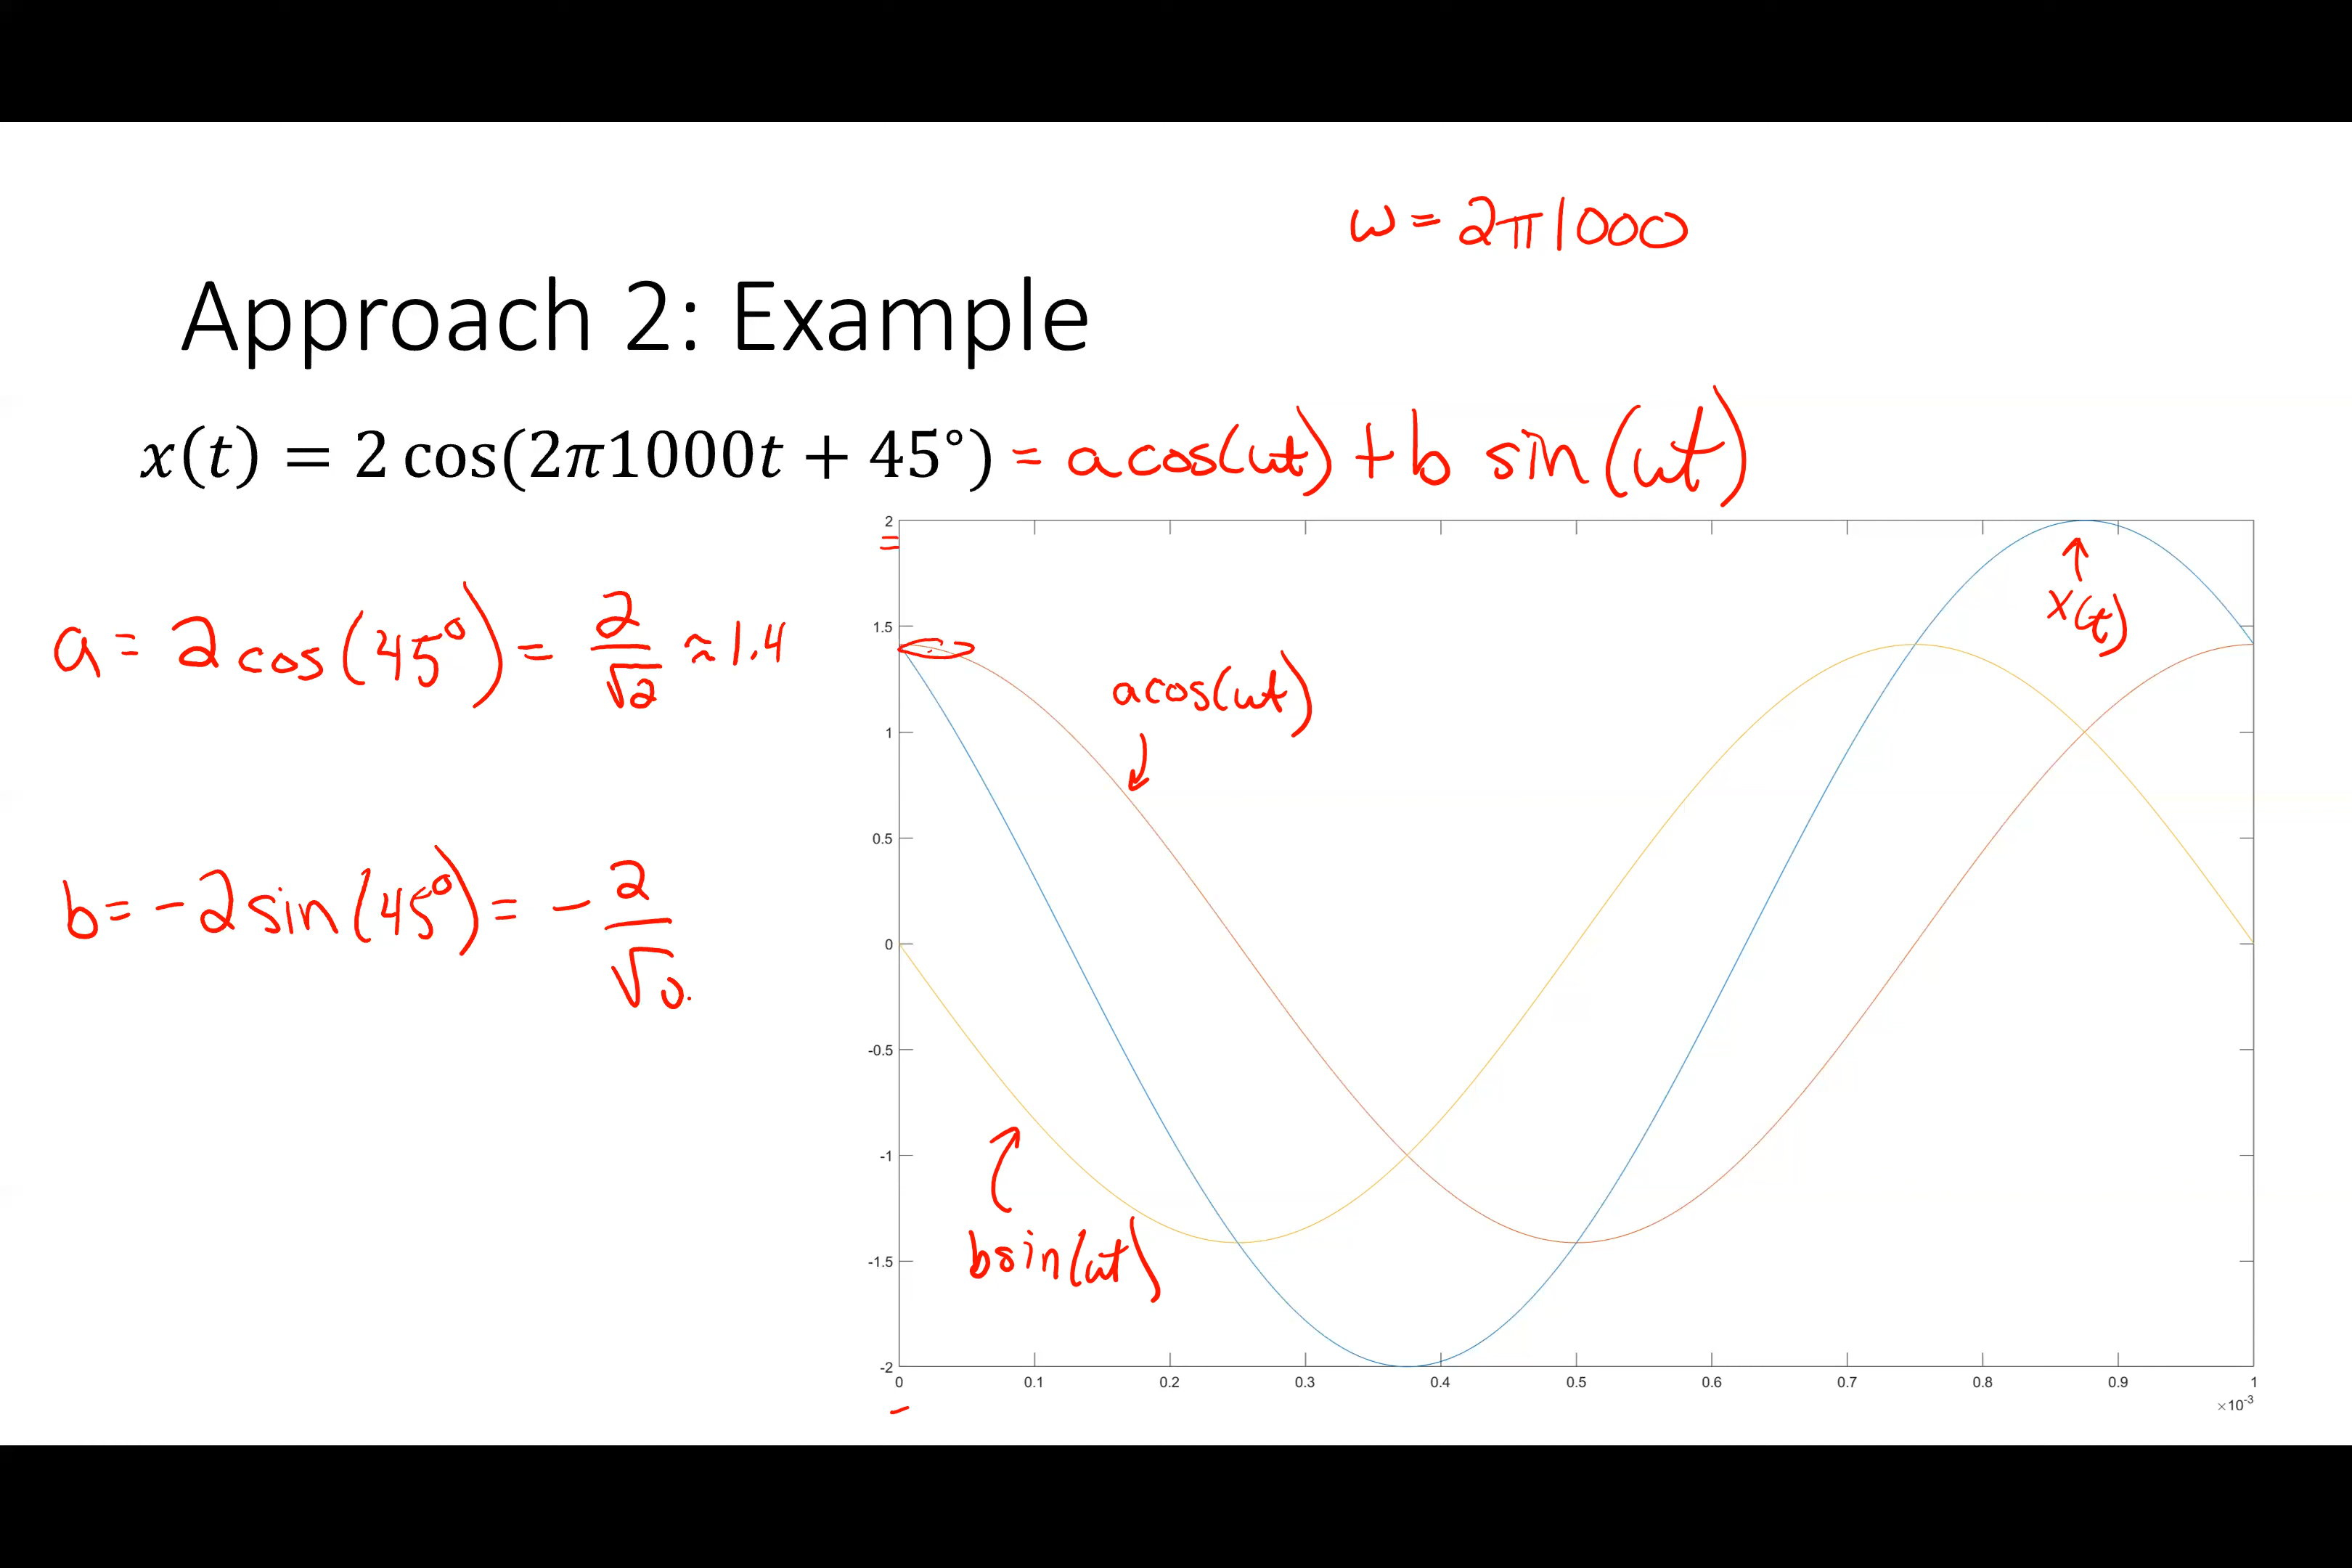 ω = 2π1000
Approach 2: Example
x(t) = 2 cos(2π1000t + 45°) = a cos(ωt) + b sin(ωt)
a = 2 cos(45°) = 2/√2 ≈ 1.4
b = -2 sin(45°) = - 2/√
2
1.5
1
0.5
0
-0.5
-1
-1.5
-2
x(t)
a cos(ωt)
b sin(ωt)
0 0.1 0.2 0.3 0.4 0.5 0.6 0.7 0.8 0.9 1
×10⁻³